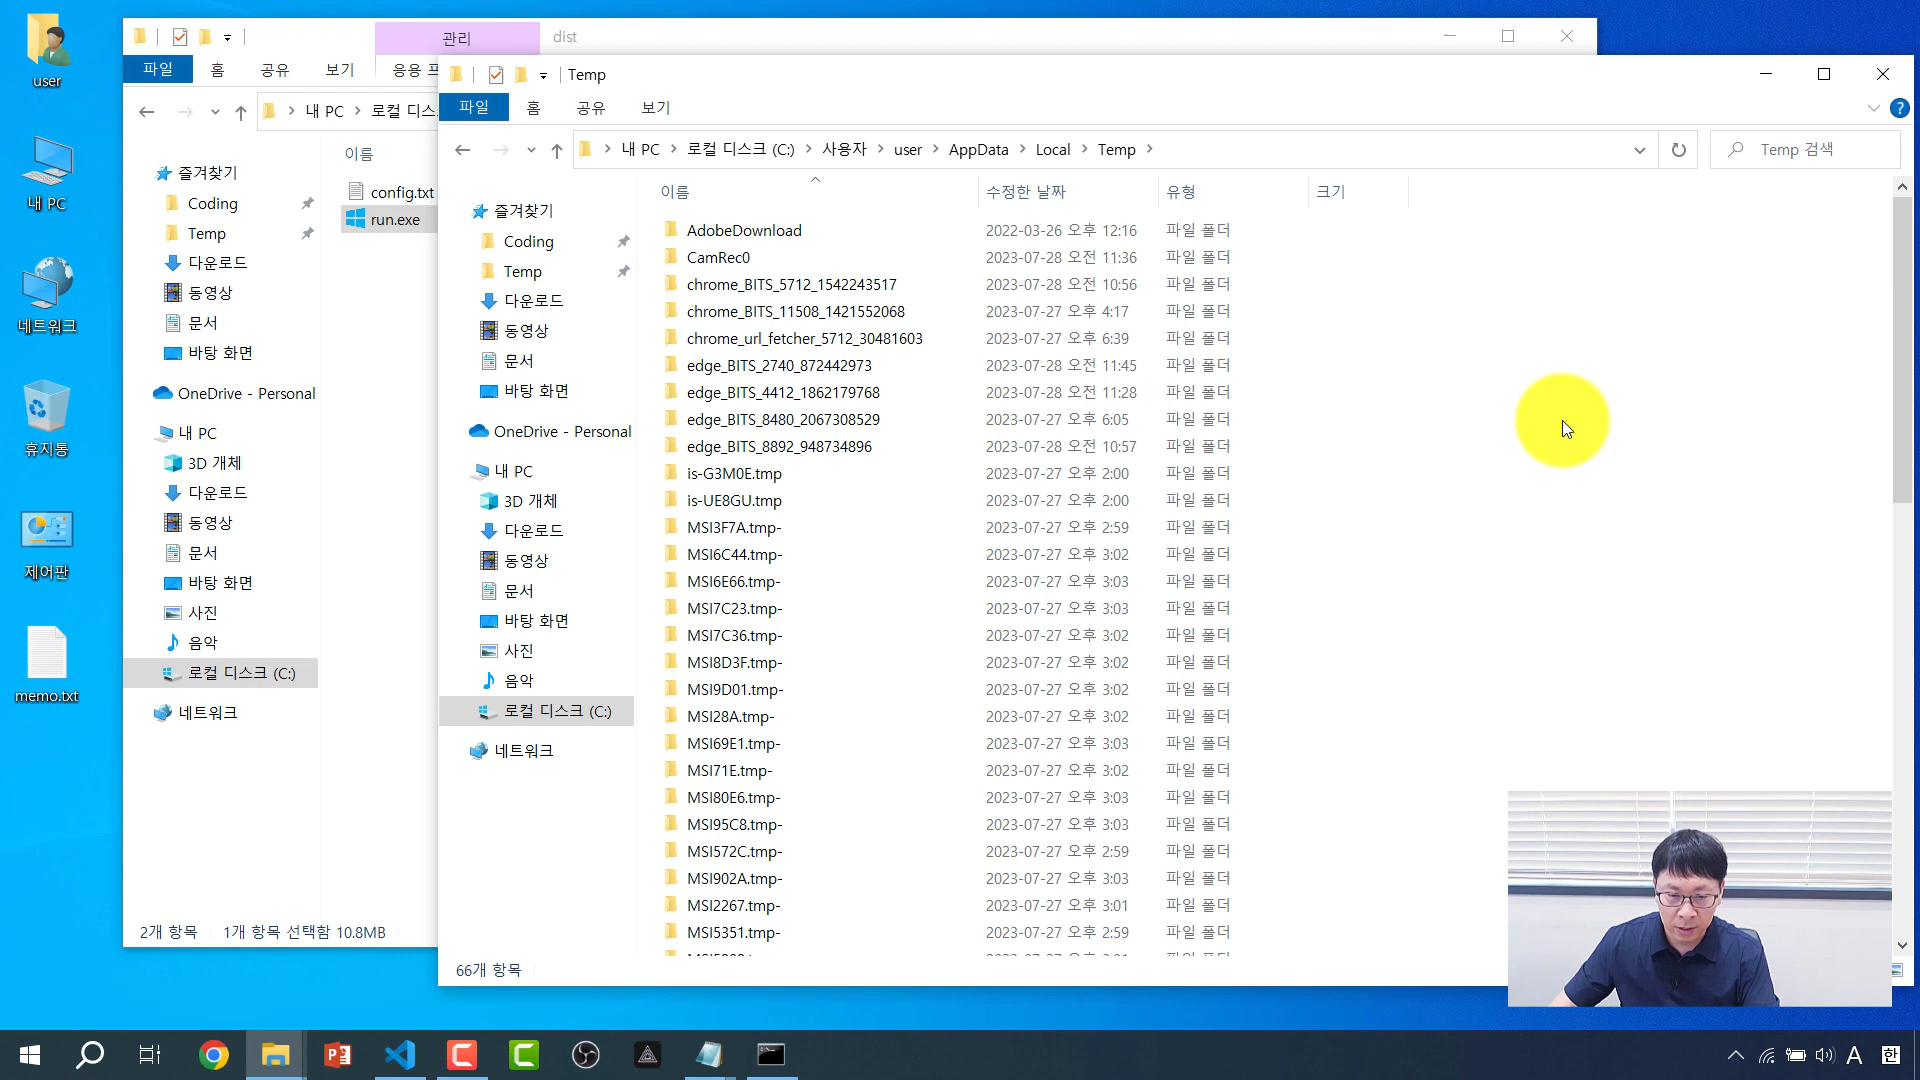 user
내 PC
네트워크
휴지통
제어판
memo.txt
관리
dist
파일
홈
공유
보기
응용 프
내 PC
로컬 디스
이름
config.txt
run.exe
즐겨찾기
Coding
Temp
다운로드
동영상
문서
바탕 화면
OneDrive - Personal
내 PC
3D 개체
다운로드
동영상
문서
바탕 화면
사진
음악
로컬 디스크 (C:)
네트워크
2개 항목
1개 항목 선택함 10.8MB
Temp
파일
홈
공유
보기
내 PC > 로컬 디스크 (C:) > 사용자 > user > AppData > Local > Temp >
Temp 검색
즐겨찾기
Coding
Temp
다운로드
동영상
문서
바탕 화면
OneDrive - Personal
내 PC
3D 개체
다운로드
동영상
문서
바탕 화면
사진
음악
로컬 디스크 (C:)
네트워크
이름 수정한 날짜 유형 크기
AdobeDownload 2022-03-26 오후 12:16 파일 폴더
CamRec0 2023-07-28 오전 11:36 파일 폴더
chrome_BITS_5712_1542243517 2023-07-28 오전 10:56 파일 폴더
chrome_BITS_11508_1421552068 2023-07-27 오후 4:17 파일 폴더
chrome_url_fetcher_5712_30481603 2023-07-27 오후 6:39 파일 폴더
edge_BITS_2740_872442973 2023-07-28 오전 11:45 파일 폴더
edge_BITS_4412_1862179768 2023-07-28 오전 11:28 파일 폴더
edge_BITS_8480_2067308529 2023-07-27 오후 6:05 파일 폴더
edge_BITS_8892_948734896 2023-07-28 오전 10:57 파일 폴더
is-G3M0E.tmp 2023-07-27 오후 2:00 파일 폴더
is-UE8GU.tmp 2023-07-27 오후 2:00 파일 폴더
MSI3F7A.tmp- 2023-07-27 오후 2:59 파일 폴더
MSI6C44.tmp- 2023-07-27 오후 3:02 파일 폴더
MSI6E66.tmp- 2023-07-27 오후 3:03 파일 폴더
MSI7C23.tmp- 2023-07-27 오후 3:03 파일 폴더
MSI7C36.tmp- 2023-07-27 오후 3:02 파일 폴더
MSI8D3F.tmp- 2023-07-27 오후 3:02 파일 폴더
MSI9D01.tmp- 2023-07-27 오후 3:02 파일 폴더
MSI28A.tmp- 2023-07-27 오후 3:02 파일 폴더
MSI69E1.tmp- 2023-07-27 오후 3:03 파일 폴더
MSI71E.tmp- 2023-07-27 오후 3:02 파일 폴더
MSI80E6.tmp- 2023-07-27 오후 3:03 파일 폴더
MSI95C8.tmp- 2023-07-27 오후 3:03 파일 폴더
MSI572C.tmp- 2023-07-27 오후 2:59 파일 폴더
MSI902A.tmp- 2023-07-27 오후 3:03 파일 폴더
MSI2267.tmp- 2023-07-27 오후 3:01 파일 폴더
MSI5351.tmp- 2023-07-27 오후 2:59 파일 폴더
66개 항목
A
한